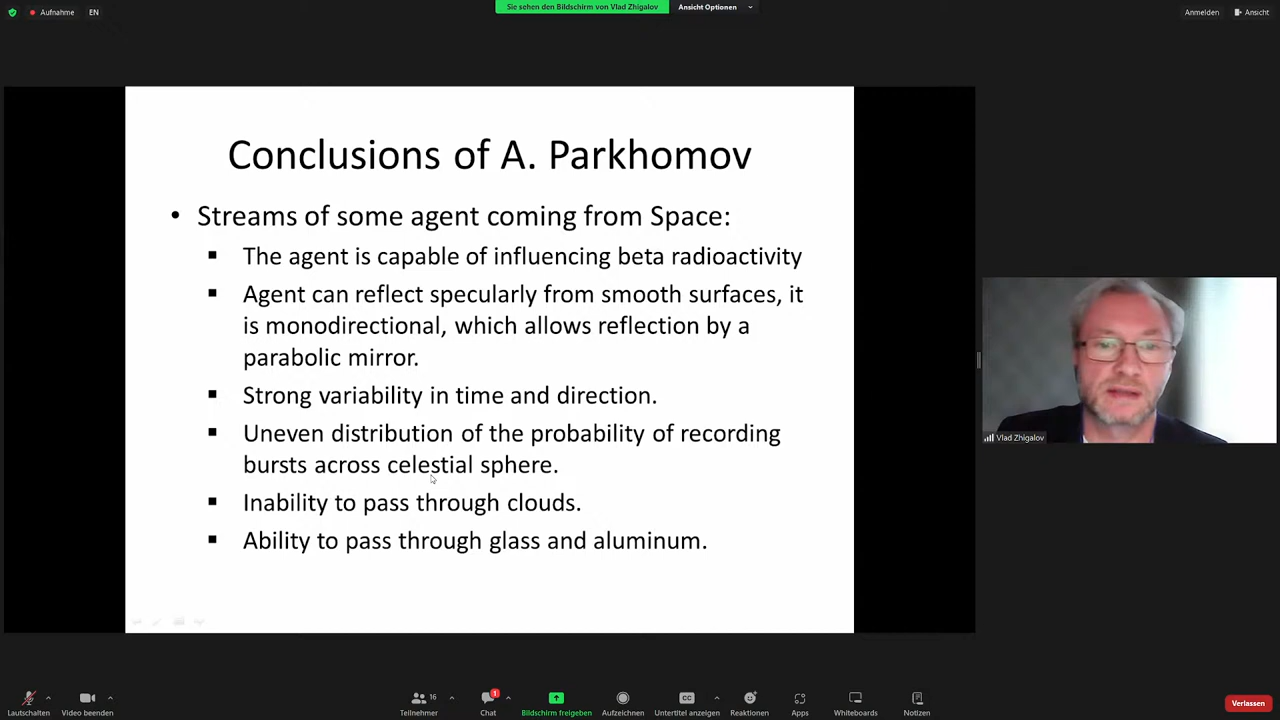 Aufnahme
EN
Sie sehen den Bildschirm von Vlad Zhigalov
Ansicht Optionen
Anmelden
Ansicht
Conclusions of A. Parkhomov
• Streams of some agent coming from Space:
▪ The agent is capable of influencing beta radioactivity
▪ Agent can reflect specularly from smooth surfaces, it
is monodirectional, which allows reflection by a
parabolic mirror.
▪ Strong variability in time and direction.
▪ Uneven distribution of the probability of recording
bursts across celestial sphere.
▪ Inability to pass through clouds.
▪ Ability to pass through glass and aluminum.
Vlad Zhigalov
Lautschalten
Video beenden
16
Teilnehmer
1
Chat
Bildschirm freigeben
Aufzeichnen
CC
Untertitel anzeigen
Reaktionen
Apps
Whiteboards
Notizen
Verlassen